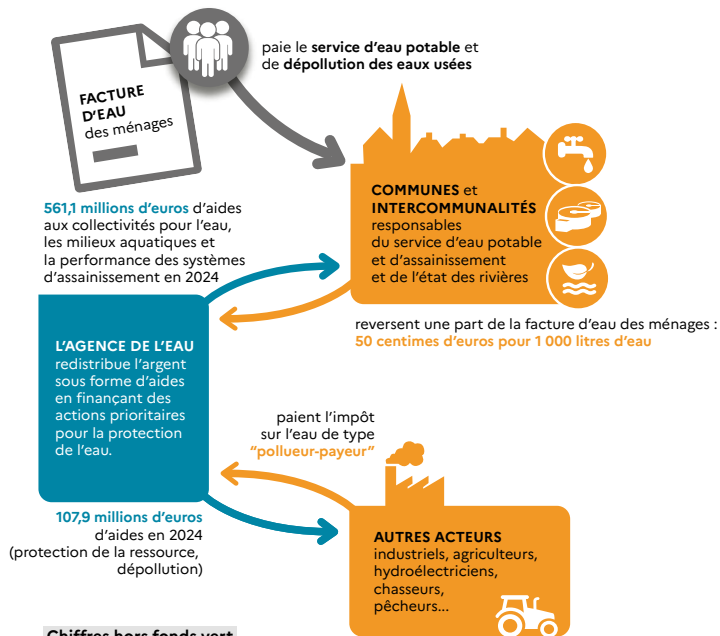 paie le service d'eau potable et
de dépollution des eaux usées
FACTURE
D'EAU
des ménages
COMMUNES et
INTERCOMMUNALITÉS
responsables
du service d'eau potable
et d'assainissement
et de l'état des rivières
561,1 millions d'euros d'aides
aux collectivités pour l'eau,
les milieux aquatiques et
la performance des systèmes
d'assainissement en 2024
reversent une part de la facture d'eau des ménages :
50 centimes d'euros pour 1 000 litres d'eau
L'AGENCE DE L'EAU
redistribue l'argent
sous forme d'aides
en finançant des
actions prioritaires
pour la protection
de l'eau.
paient l'impôt
sur l'eau de type
"pollueur-payeur"
107,9 millions d'euros
d'aides en 2024
(protection de la ressource,
dépollution)
AUTRES ACTEURS
industriels, agriculteurs,
hydroélectriciens,
chasseurs,
pêcheurs...
Chiffres hors fonds vert